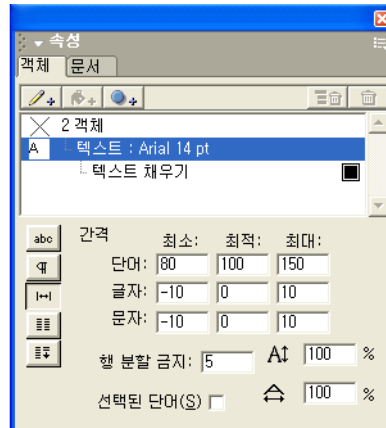 속성
객체 문서
2 객체
A 텍스트 : Arial 14 pt
텍스트 채우기
abc 간격 최소: 최적: 최대:
단어: 80 100 150
글자: -10 0 10
문자: -10 0 10
행 분할 금지: 5 A 100 %
선택된 단어(S) 100 %